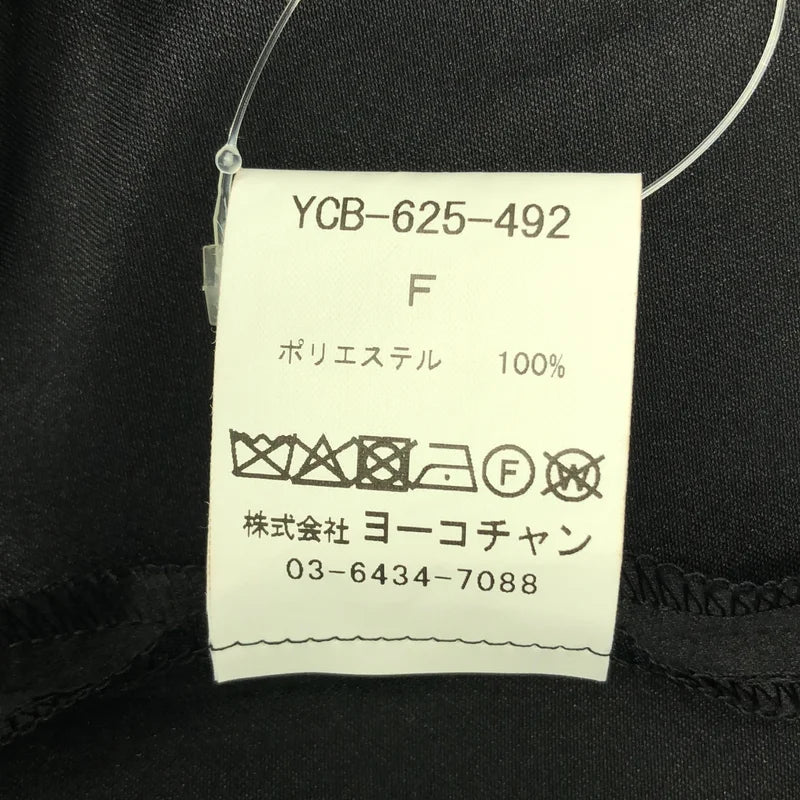 YCB-625-492
F
ポリエステル 100%
F W
株式会社 ヨーコチャン
03-6434-7088